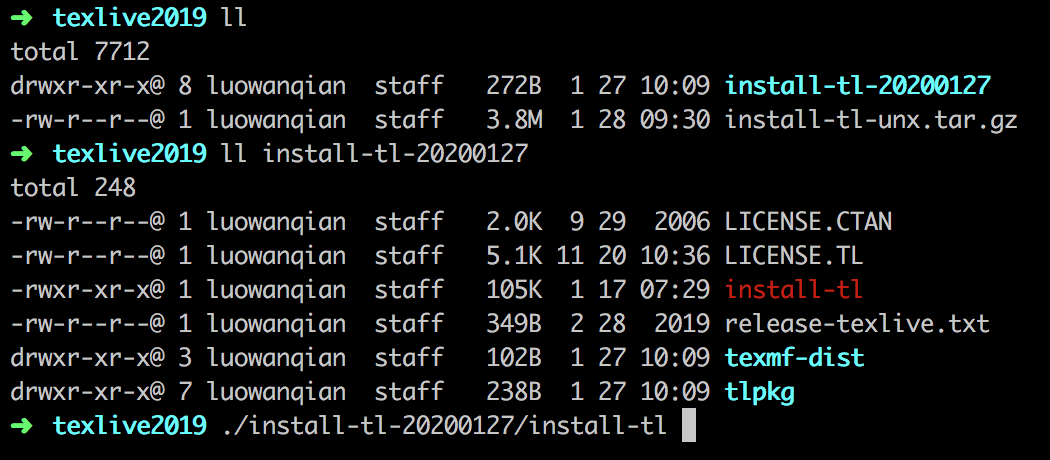 ➜ texlive2019 ll
total 7712
drwxr-xr-x@ 8 luowanqian staff 272B 1 27 10:09 install-tl-20200127
-rw-r--r--@ 1 luowanqian staff 3.8M 1 28 09:30 install-tl-unx.tar.gz
➜ texlive2019 ll install-tl-20200127
total 248
-rw-r--r--@ 1 luowanqian staff 2.0K 9 29 2006 LICENSE.CTAN
-rw-r--r--@ 1 luowanqian staff 5.1K 11 20 10:36 LICENSE.TL
-rwxr-xr-x@ 1 luowanqian staff 105K 1 17 07:29 install-tl
-rw-r--r--@ 1 luowanqian staff 349B 2 28 2019 release-texlive.txt
drwxr-xr-x@ 3 luowanqian staff 102B 1 27 10:09 texmf-dist
drwxr-xr-x@ 7 luowanqian staff 238B 1 27 10:09 tlpkg
➜ texlive2019 ./install-tl-20200127/install-tl